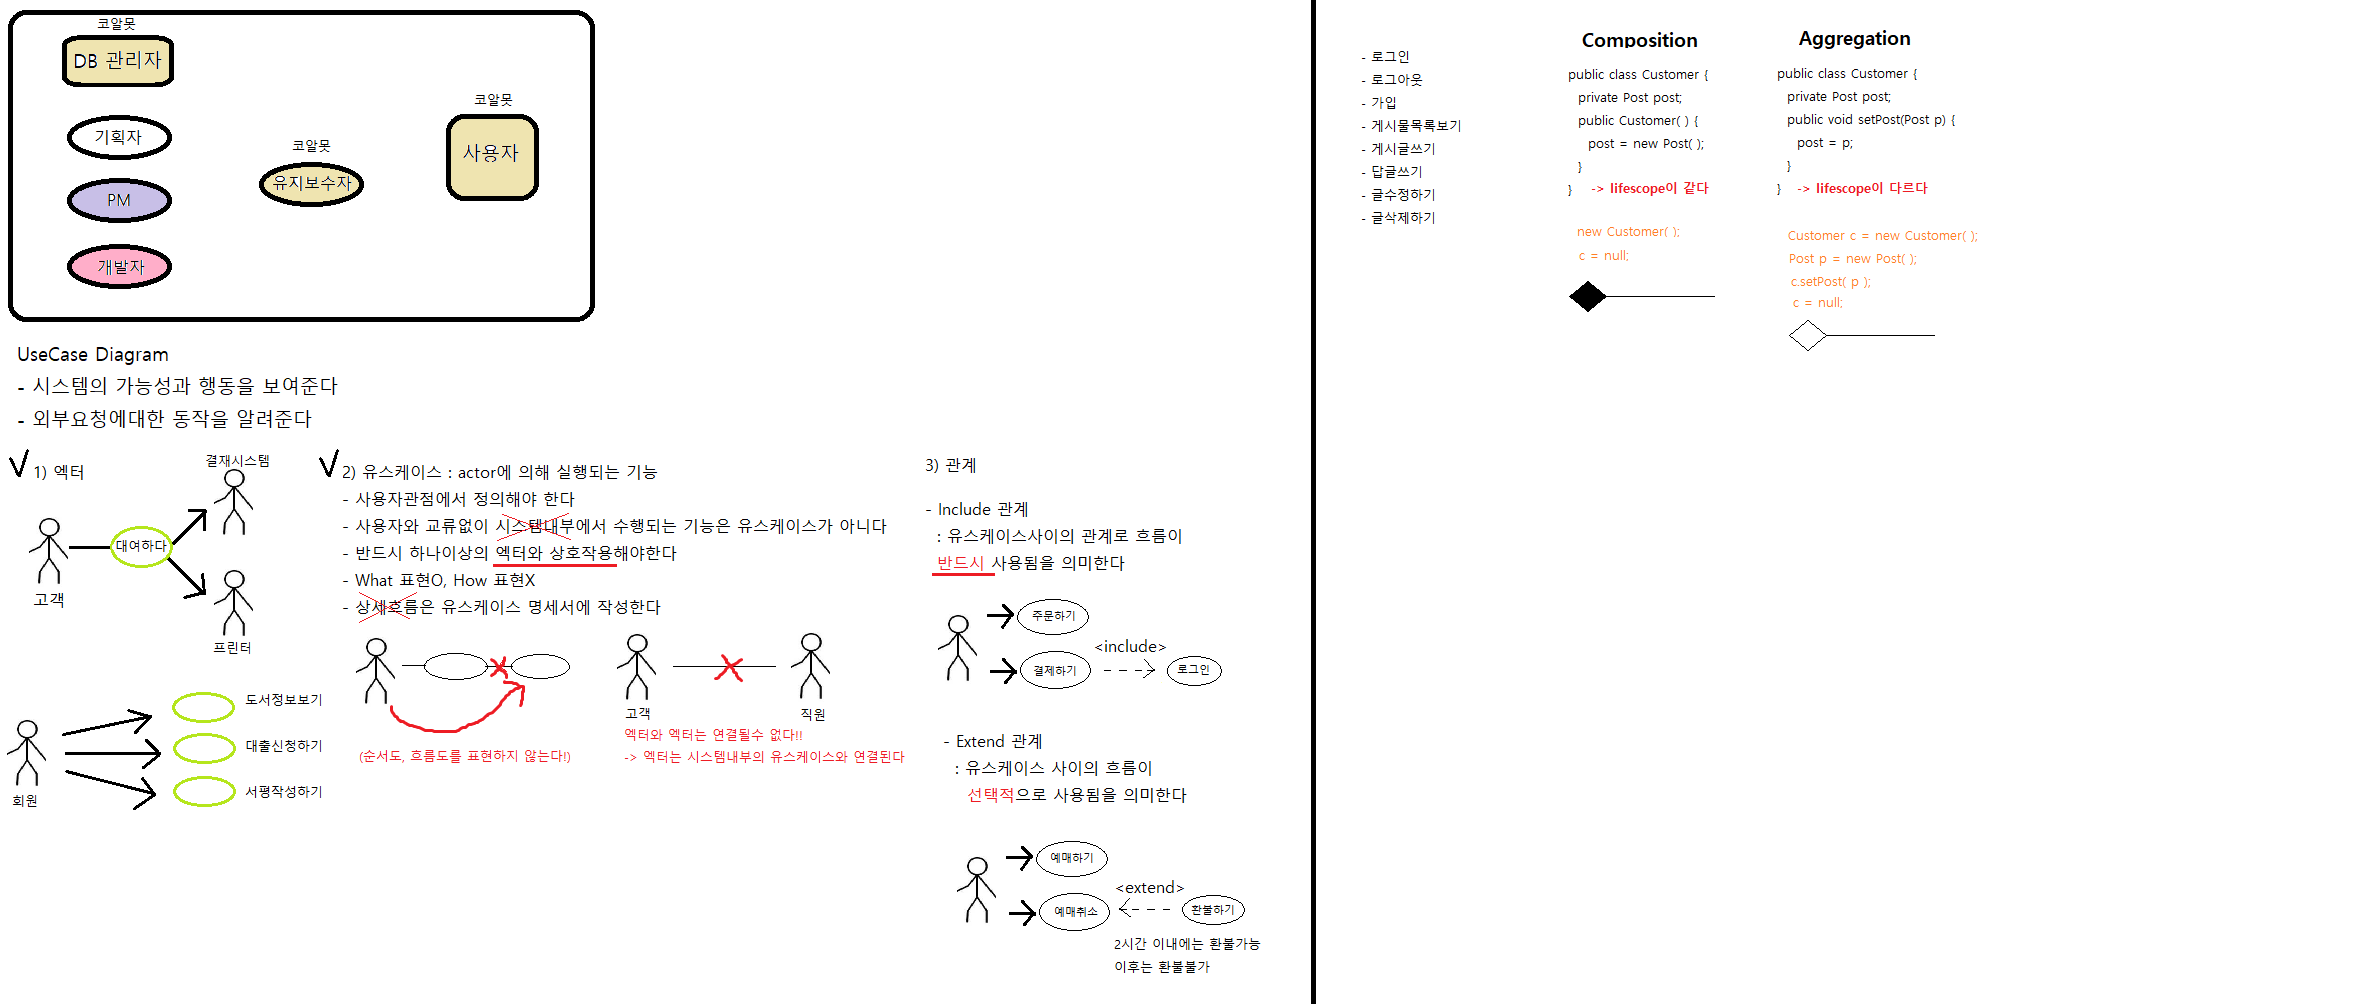 코알못
DB 관리자
기획자
PM
개발자
코알못
유지보수자
코알못
사용자
UseCase Diagram
- 시스템의 가능성과 행동을 보여준다
- 외부요청에대한 동작을 알려준다
1) 엑터
결재시스템
대여하다
고객
프린터
도서정보보기
대출신청하기
서평작성하기
회원
2) 유스케이스 : actor에 의해 실행되는 기능
- 사용자관점에서 정의해야 한다
- 사용자와 교류없이 시스템내부에서 수행되는 기능은 유스케이스가 아니다
- 반드시 하나이상의 엑터와 상호작용해야한다
- What 표현O, How 표현X
- 상세흐름은 유스케이스 명세서에 작성한다
(순서도, 흐름도를 표현하지 않는다!)
고객
직원
엑터와 엑터는 연결될수 없다!!
-> 엑터는 시스템내부의 유스케이스와 연결된다
3) 관계
- Include 관계
: 유스케이스사이의 관계로 흐름이
반드시 사용됨을 의미한다
주문하기
<include>
결제하기
로그인
- Extend 관계
: 유스케이스 사이의 흐름이
선택적으로 사용됨을 의미한다
예매하기
<extend>
예매취소
환불하기
2시간 이내에는 환불가능
이후는 환불불가
- 로그인
- 로그아웃
- 가입
- 게시물목록보기
- 게시글쓰기
- 답글쓰기
- 글수정하기
- 글삭제하기
Composition
public class Customer {
private Post post;
public Customer( ) {
post = new Post( );
}
} -> lifescope이 같다
new Customer( );
c = null;
Aggregation
public class Customer {
private Post post;
public void setPost(Post p) {
post = p;
}
} -> lifescope이 다르다
Customer c = new Customer( );
Post p = new Post( );
c.setPost( p );
c = null;